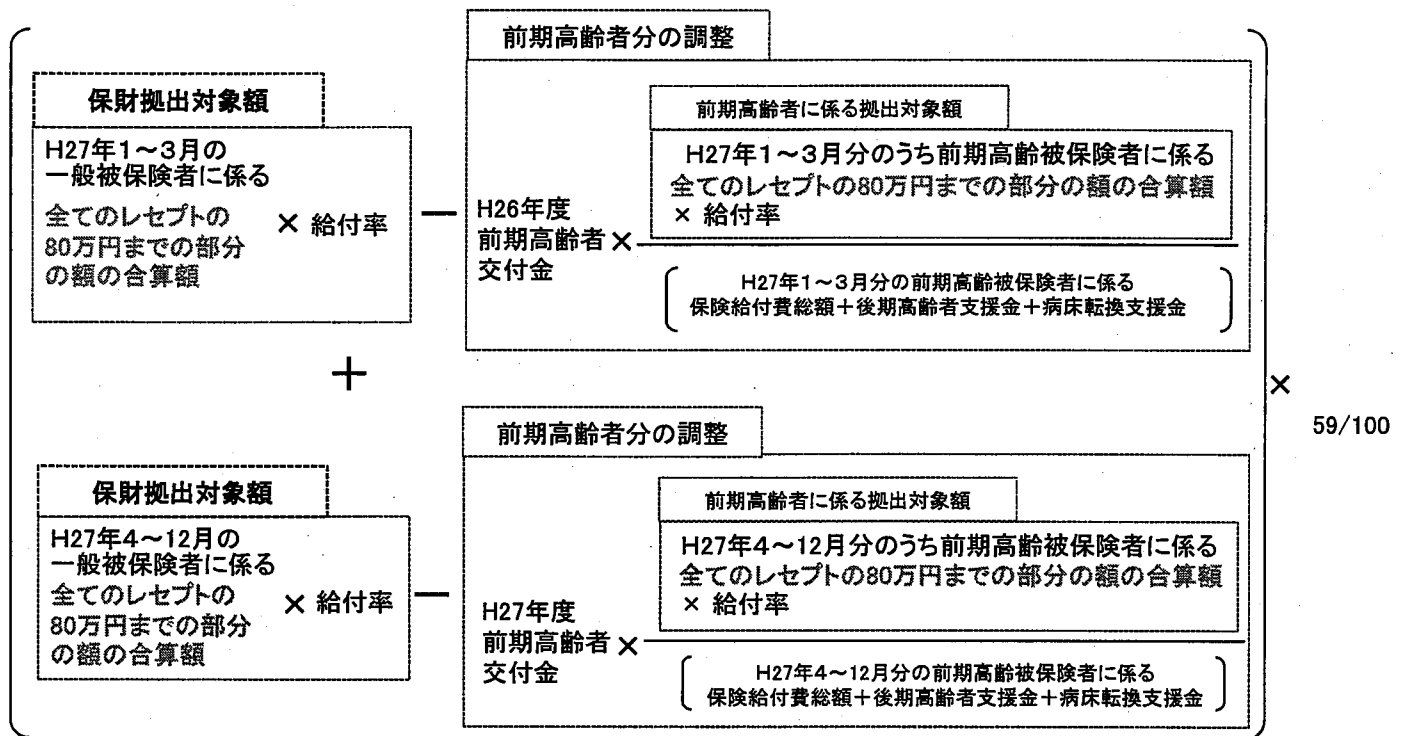 前期高齢者分の調整
保財拠出対象額
H27年1～3月の
一般被保険者に係る
全てのレセプトの
80万円までの部分
の額の合算額
× 給付率
－
H26年度
前期高齢者
交付金
×
前期高齢者に係る拠出対象額
H27年1～3月分のうち前期高齢被保険者に係る
全てのレセプトの80万円までの部分の額の合算額
× 給付率
H27年1～3月分の前期高齢被保険者に係る
保険給付費総額＋後期高齢者支援金＋病床転換支援金
＋
×
59/100
前期高齢者分の調整
保財拠出対象額
H27年4～12月の
一般被保険者に係る
全てのレセプトの
80万円までの部分
の額の合算額
× 給付率
－
H27年度
前期高齢者
交付金
×
前期高齢者に係る拠出対象額
H27年4～12月分のうち前期高齢被保険者に係る
全てのレセプトの80万円までの部分の額の合算額
× 給付率
H27年4～12月分の前期高齢被保険者に係る
保険給付費総額＋後期高齢者支援金＋病床転換支援金